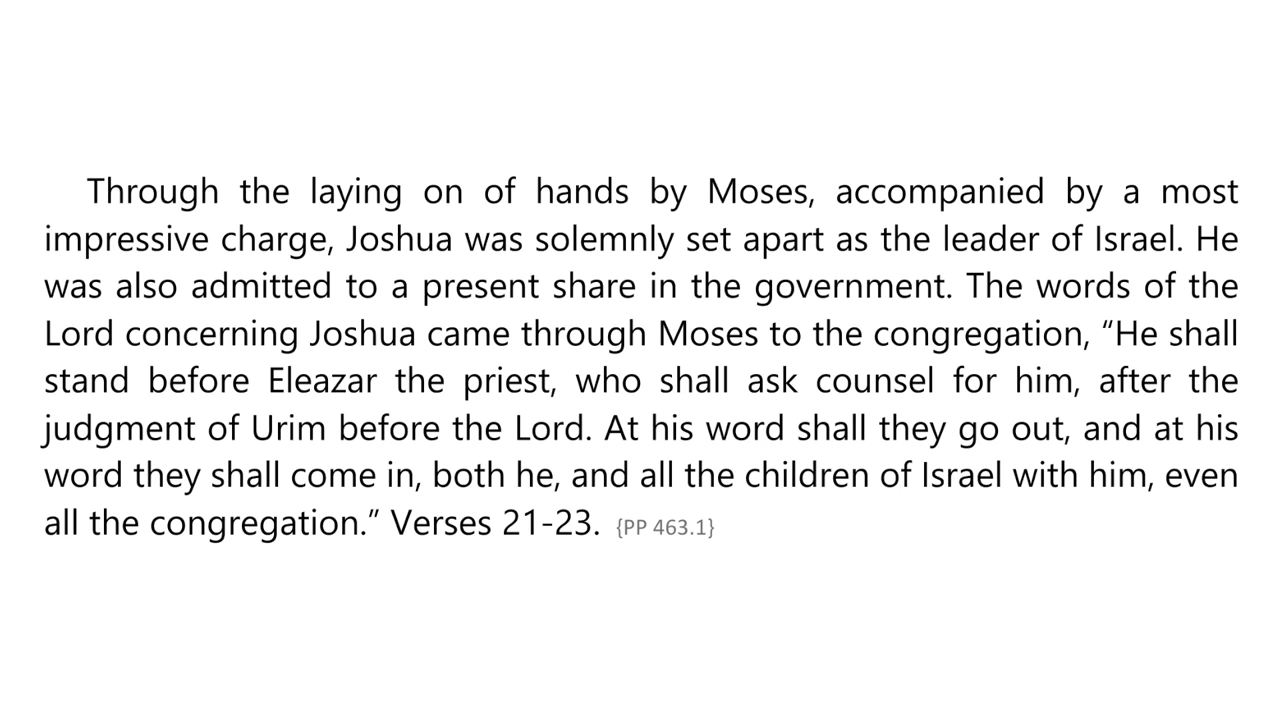 Through the laying on of hands by Moses, accompanied by a most
impressive charge, Joshua was solemnly set apart as the leader of Israel. He
was also admitted to a present share in the government. The words of the
Lord concerning Joshua came through Moses to the congregation, “He shall
stand before Eleazar the priest, who shall ask counsel for him, after the
judgment of Urim before the Lord. At his word shall they go out, and at his
word they shall come in, both he, and all the children of Israel with him, even
all the congregation.” Verses 21-23. {PP 463.1}